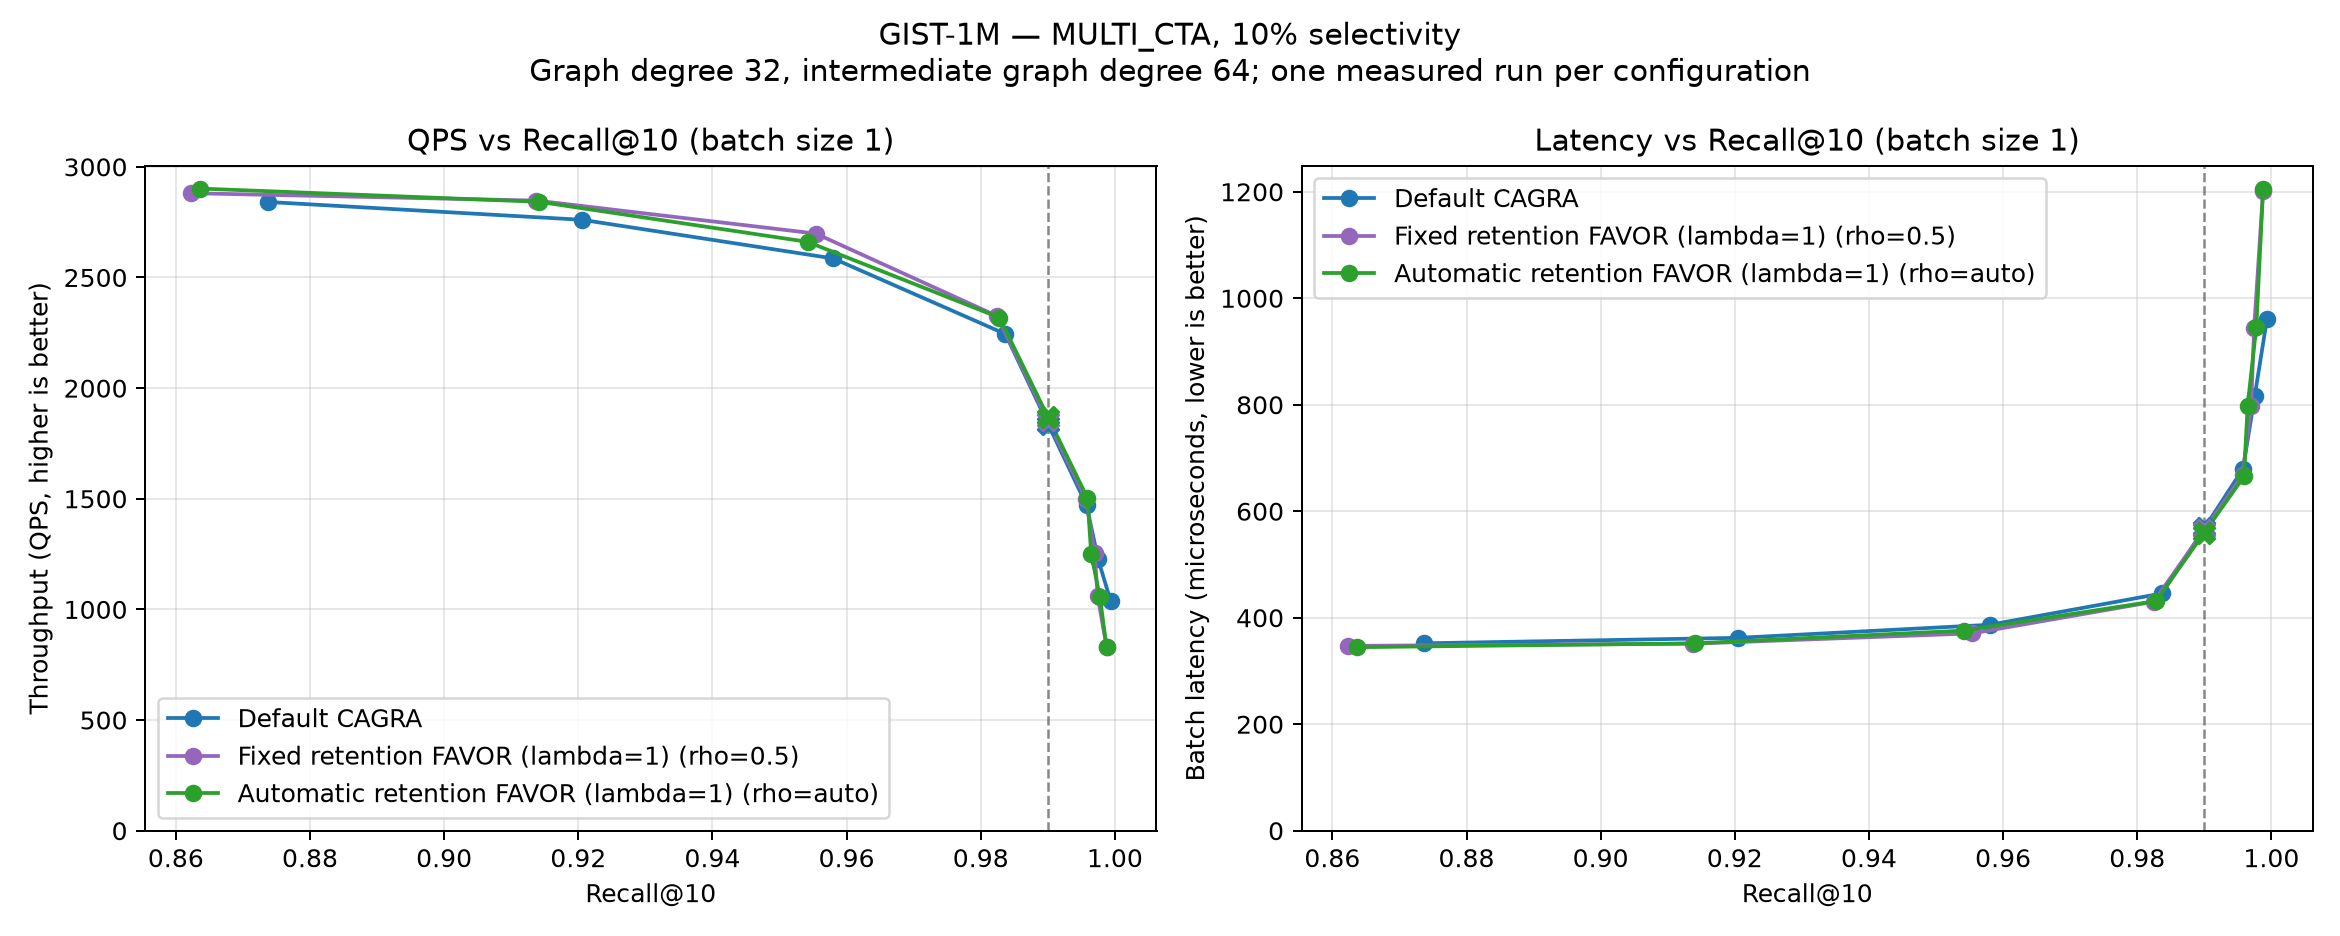 GIST-1M — MULTI_CTA, 10% selectivity
Graph degree 32, intermediate graph degree 64; one measured run per configuration
QPS vs Recall@10 (batch size 1)
Throughput (QPS, higher is better)
3000
2500
2000
1500
1000
500
0
Default CAGRA
Fixed retention FAVOR (lambda=1) (rho=0.5)
Automatic retention FAVOR (lambda=1) (rho=auto)
0.86 0.88 0.90 0.92 0.94 0.96 0.98 1.00
Recall@10
Latency vs Recall@10 (batch size 1)
Batch latency (microseconds, lower is better)
1200
1000
800
600
400
200
0
Default CAGRA
Fixed retention FAVOR (lambda=1) (rho=0.5)
Automatic retention FAVOR (lambda=1) (rho=auto)
0.86 0.88 0.90 0.92 0.94 0.96 0.98 1.00
Recall@10